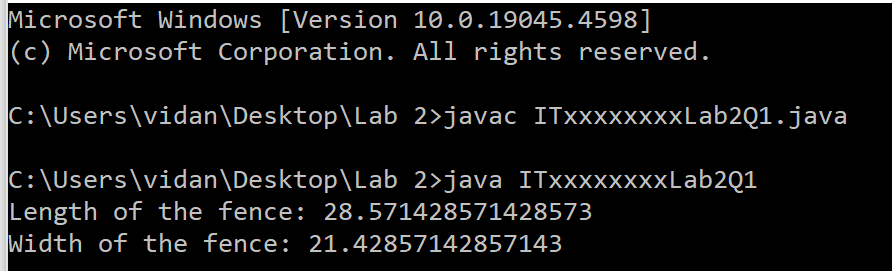 Microsoft Windows [Version 10.0.19045.4598]
(c) Microsoft Corporation. All rights reserved.
C:\Users\vidan\Desktop\Lab 2>javac ITxxxxxxxxLab2Q1.java
C:\Users\vidan\Desktop\Lab 2>java ITxxxxxxxxLab2Q1
Length of the fence: 28.571428571428573
Width of the fence: 21.42857142857143